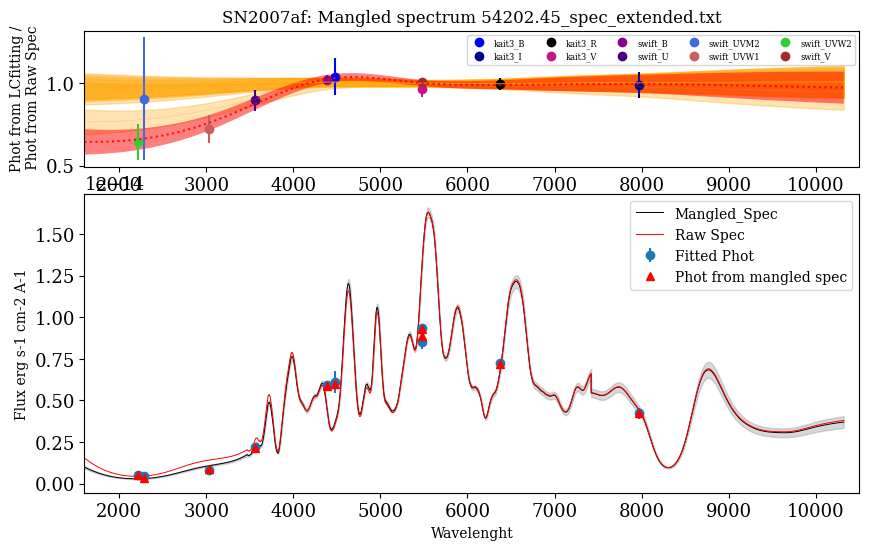 SN2007af: Mangled spectrum 54202.45_spec_extended.txt
Phot from LCfitting /
Phot from Raw Spec
kait3_B kait3_R swift_B swift_UVM2 swift_UVW2
kait3_I kait3_V swift_U swift_UVW1 swift_V
1.0
0.5
2000 3000 4000 5000 6000 7000 8000 9000 10000
1e−14
Flux erg s-1 cm-2 A-1
Mangled_Spec
Raw Spec
Fitted Phot
Phot from mangled spec
1.50
1.25
1.00
0.75
0.50
0.25
0.00
2000 3000 4000 5000 6000 7000 8000 9000 10000
Wavelenght